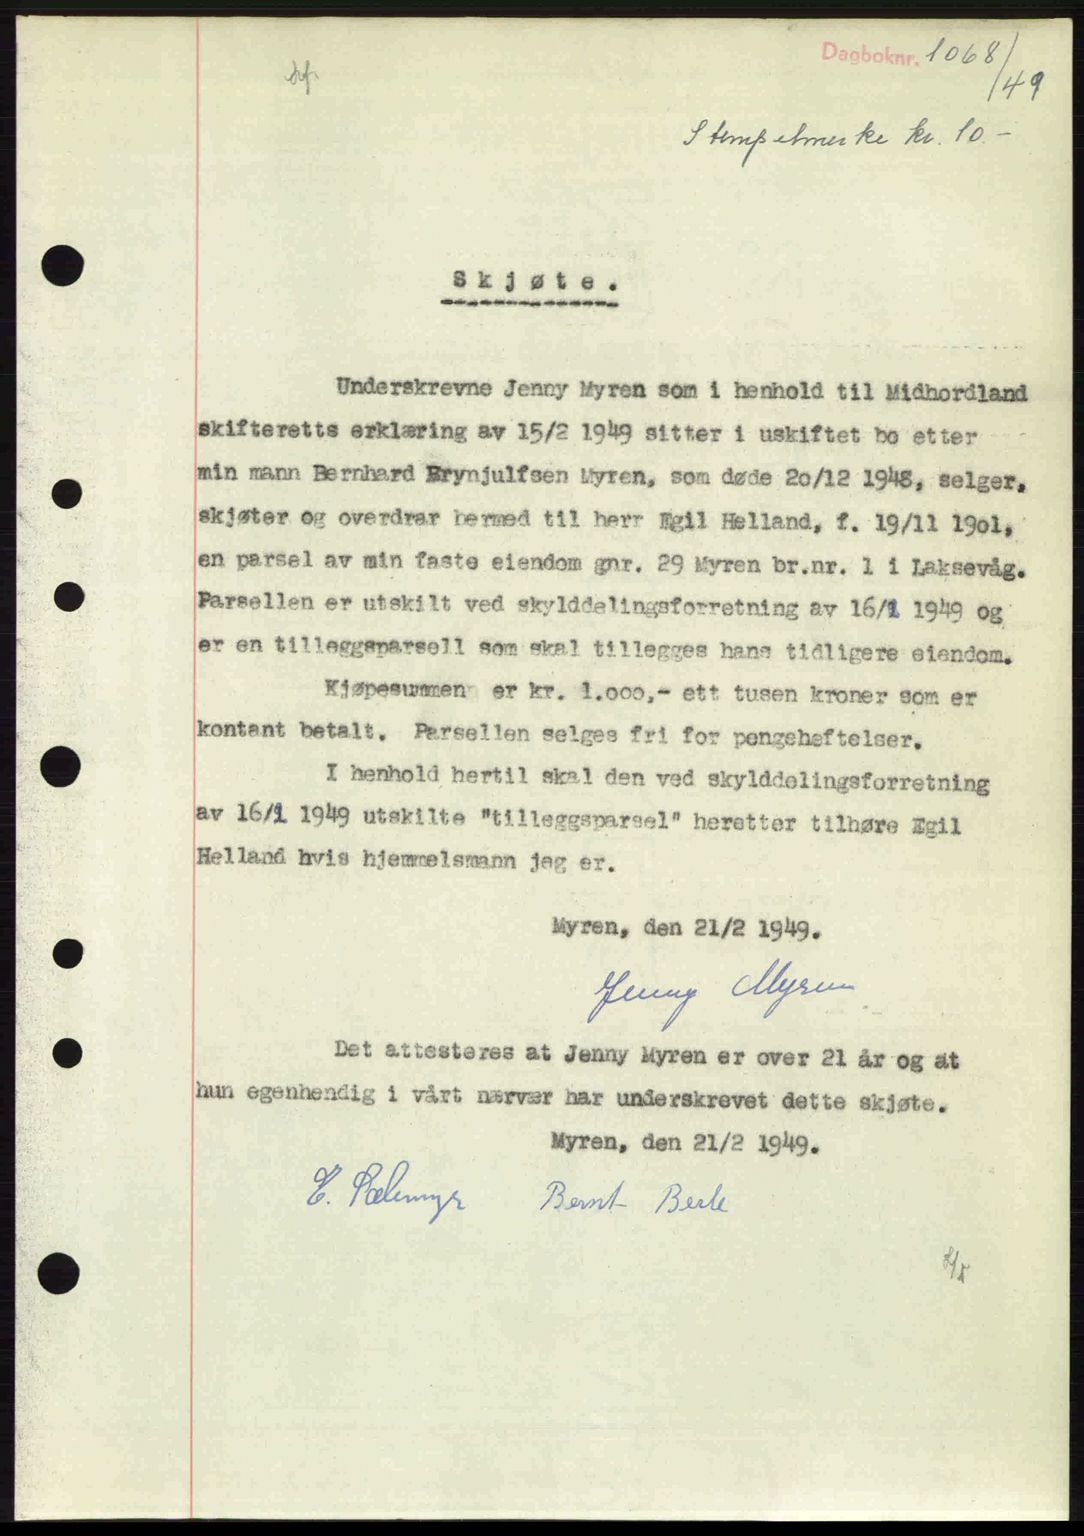 Dagboknr. 1068/
/49
Stempelmerke kr. 10.-
Skjøte.
Underskrevne Jenny Myren som i henhold til Midhordland
skifteretts erklæring av 15/2 1949 sitter i uskiftet bo etter
min mann Bernhard Brynjulfsen Myren, som døde 20/12 1948, selger,
skjøter og overdrar hermed til herr Egil Helland, f. 19/11 19o1,
en parsel av min faste eiendom gnr. 29 Myren br.nr. 1 i Laksevåg.
Parsellen er utskilt ved skylddelingsforretning av 16/1 1949 og
er en tilleggsparsell som skal tillegges hans tidligere eiendom.
Kjøpesummen er kr. 1.ooo,- ett tusen kroner som er
kontant betalt. Parsellen selges fri for pengeheftelser.
I henhold hertil skal den ved skylddelingsforretning
av 16/1 1949 utskilte "tilleggsparsel" heretter tilhøre Egil
Helland hvis hjemmelsmann jeg er.
Myren, den 21/2 1949.
Jenny Myren
Det attesteres at Jenny Myren er over 21 år og at
hun egenhendig i vårt nærvær har underskrevet dette skjøte.
Myren, den 21/2 1949.
E. Bernt